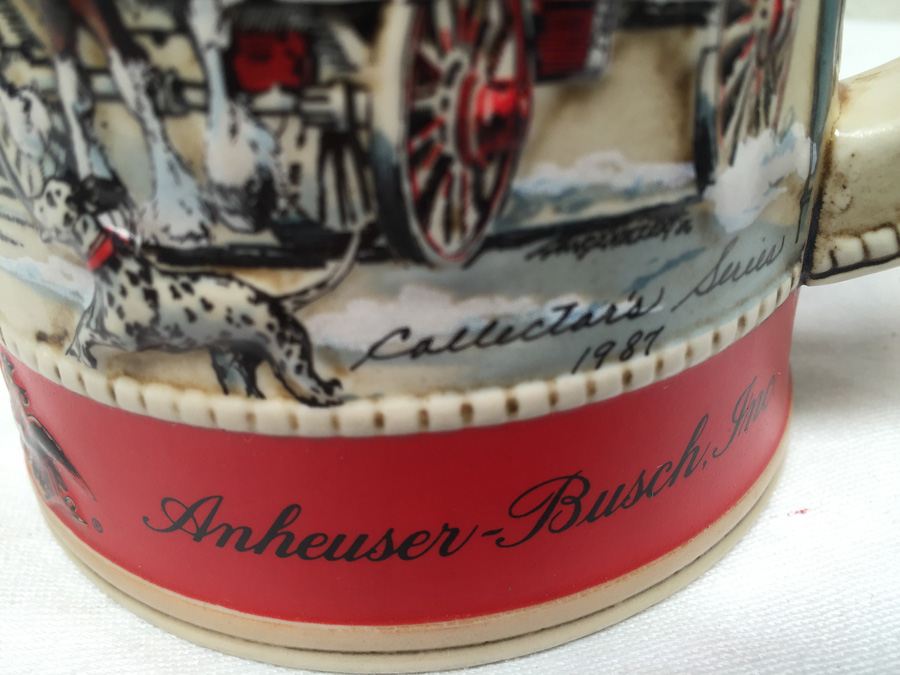 Collector's Series
1987
Anheuser-Busch, Inc